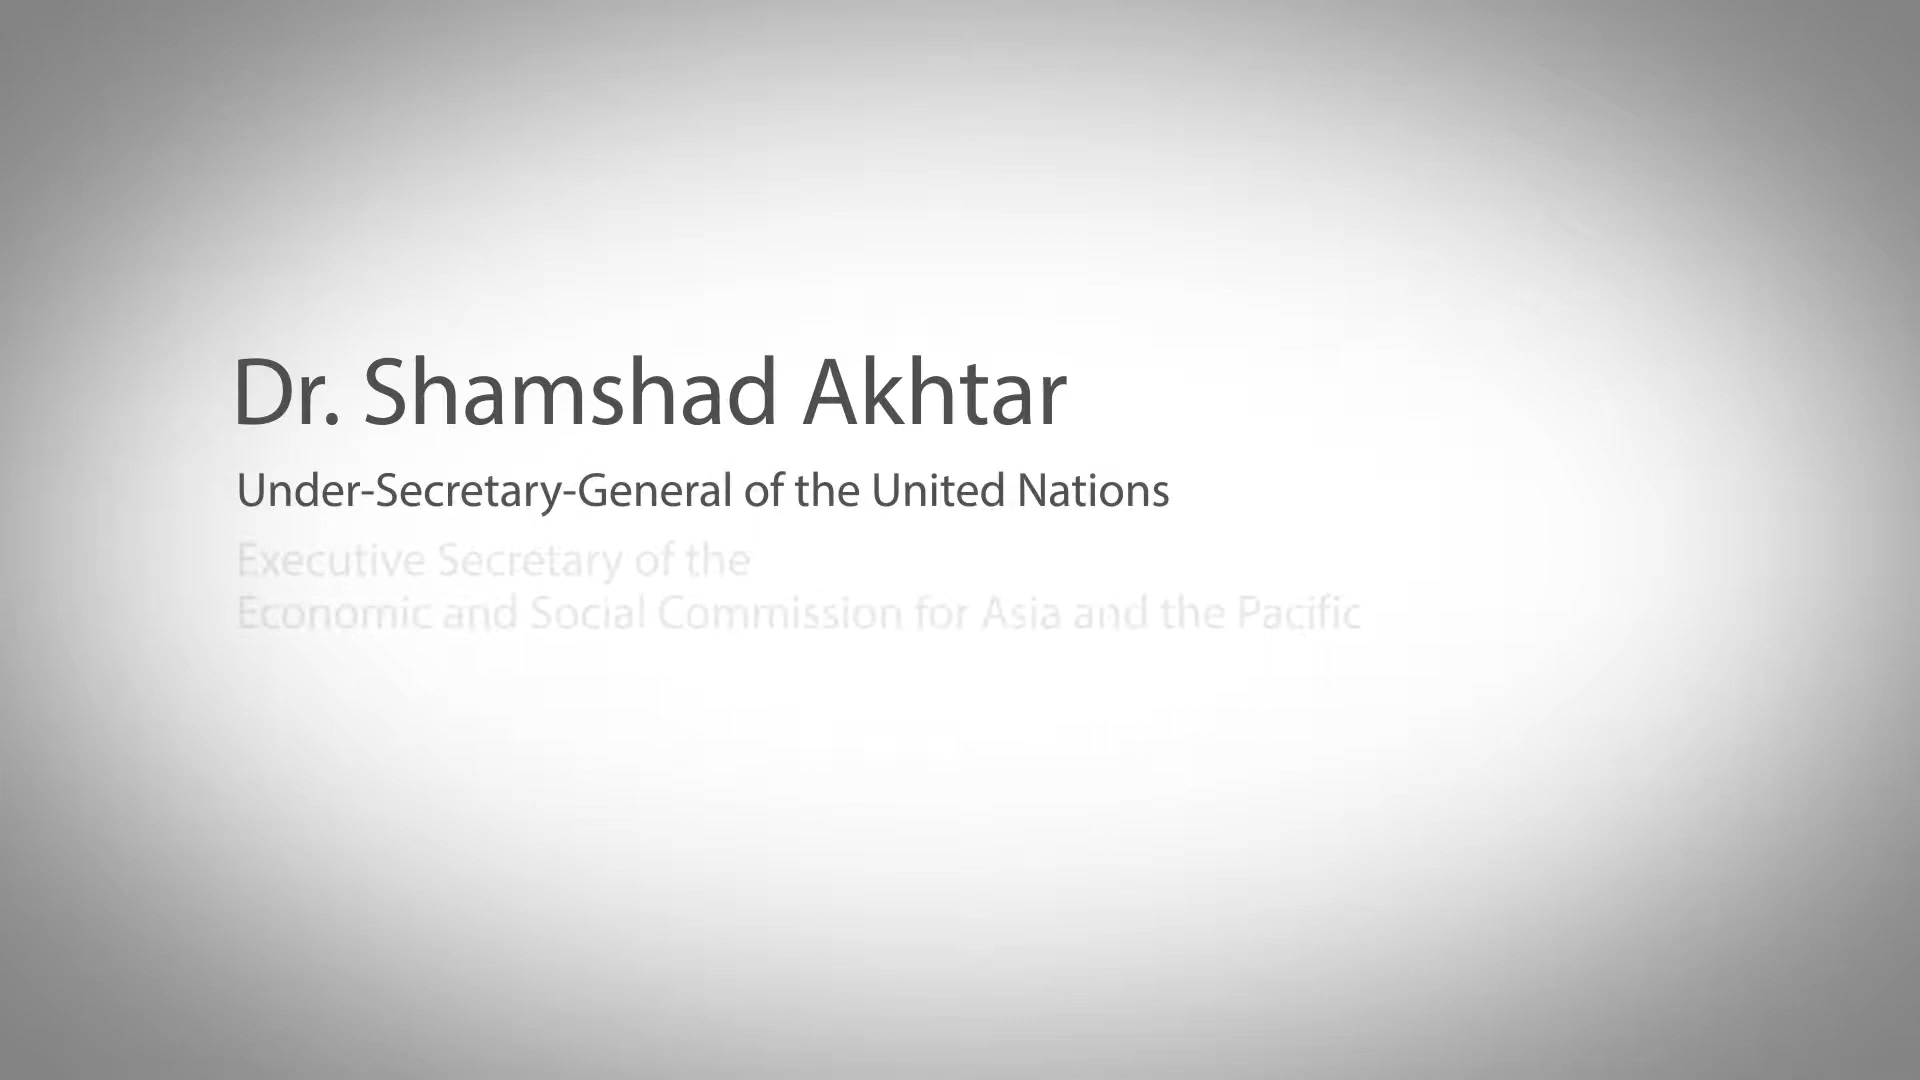 Dr. Shamshad Akhtar
Under-Secretary-General of the United Nations
Executive Secretary of the
Economic and Social Commission for Asia and the Pacific